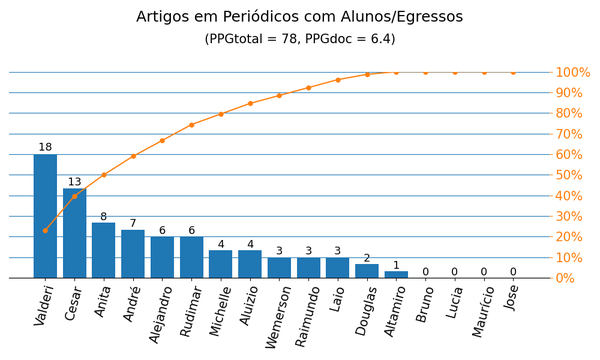 Artigos em Periódicos com Alunos/Egressos
(PPGtotal = 78, PPGdoc = 6.4)
100%
90%
80%
70%
60%
50%
40%
30%
20%
10%
0%
18
13
8
7
6
6
4
4
3
3
3
2
1
0
0
0
0
Valderi
Cesar
Anita
André
Alejandro
Rudimar
Michelle
Aluizio
Wemerson
Raimundo
Laio
Douglas
Altamiro
Bruno
Lucia
Maurício
Jose